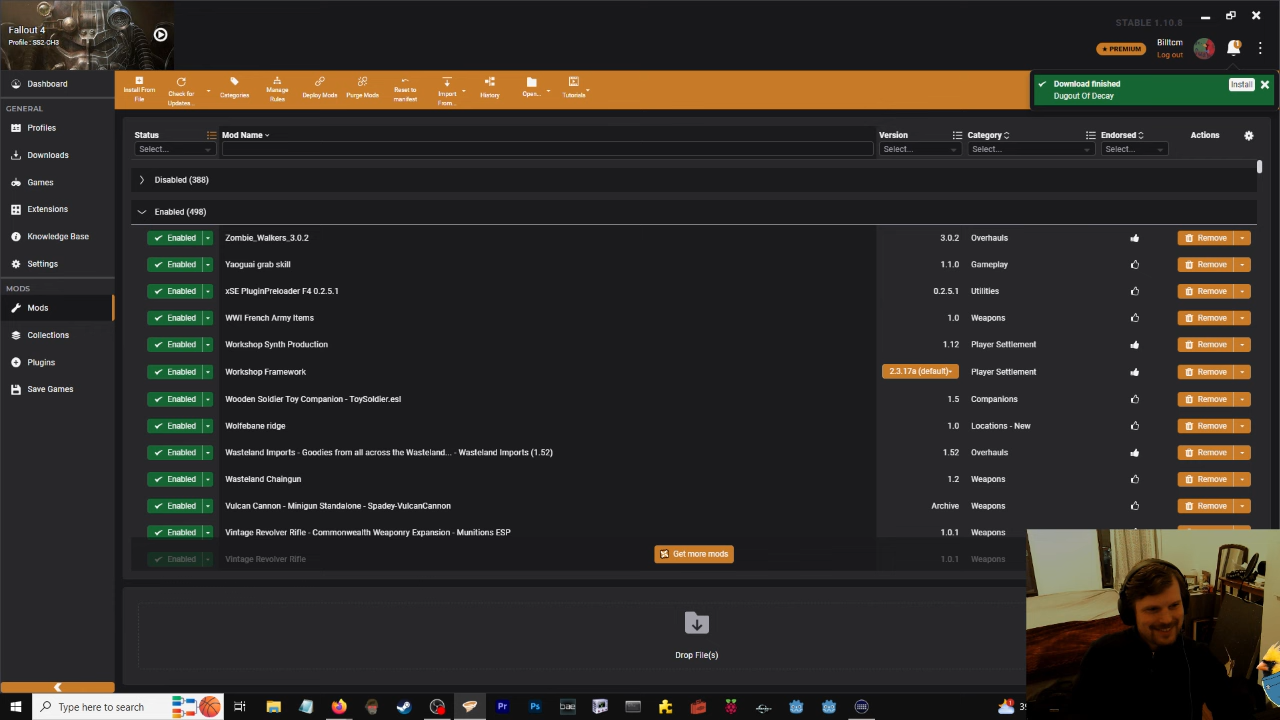 Fallout 4
Profile : SS2-CH3
STABLE 1.10.8
PREMIUM
Billtcm
Log out
Dashboard
GENERAL
Profiles
Downloads
Games
Extensions
Knowledge Base
Settings
MODS
Mods
Collections
Plugins
Save Games
Install From File
Check for Updates...
Categories
Manage Rules
Deploy Mods
Purge Mods
Reset to manifest
Import From...
History
Open...
Tutorials
Download finished
Dugout Of Decay
Install
Status Mod Name Version Category Endorsed Actions
Select... Select... Select... Select...
Disabled (388)
Enabled (498)
Enabled Zombie_Walkers_3.0.2 3.0.2 Overhauls Remove
Enabled Yaoguai grab skill 1.1.0 Gameplay Remove
Enabled xSE PluginPreloader F4 0.2.5.1 0.2.5.1 Utilities Remove
Enabled WWI French Army Items 1.0 Weapons Remove
Enabled Workshop Synth Production 1.12 Player Settlement Remove
Enabled Workshop Framework 2.3.17a (default) Player Settlement Remove
Enabled Wooden Soldier Toy Companion - ToySoldier.esl 1.5 Companions Remove
Enabled Wolfebane ridge 1.0 Locations - New Remove
Enabled Wasteland Imports - Goodies from all across the Wasteland... - Wasteland Imports (1.52) 1.52 Overhauls Remove
Enabled Wasteland Chaingun 1.2 Weapons Remove
Enabled Vulcan Cannon - Minigun Standalone - Spadey-VulcanCannon Archive Weapons Remove
Enabled Vintage Revolver Rifle - Commonwealth Weaponry Expansion - Munitions ESP 1.0.1 Weapons Remove
Enabled Vintage Revolver Rifle 1.0.1 Weapons
Get more mods
Drop File(s)
Type here to search